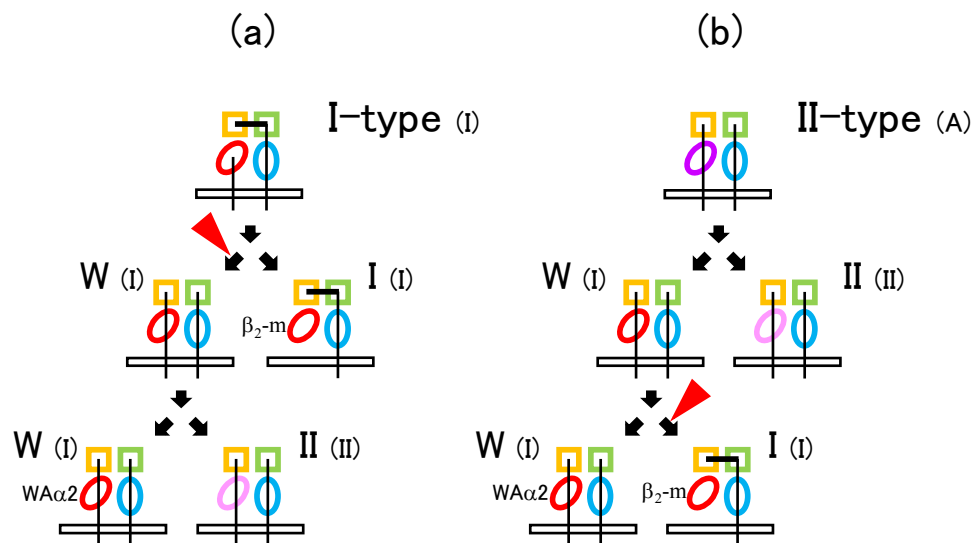 (a)
(b)
I-type (I)
II-type (A)
W (I)
I (I)
β₂-m
W (I)
II (II)
W (I)
WAα2
II (II)
W (I)
WAα2
I (I)
β₂-m